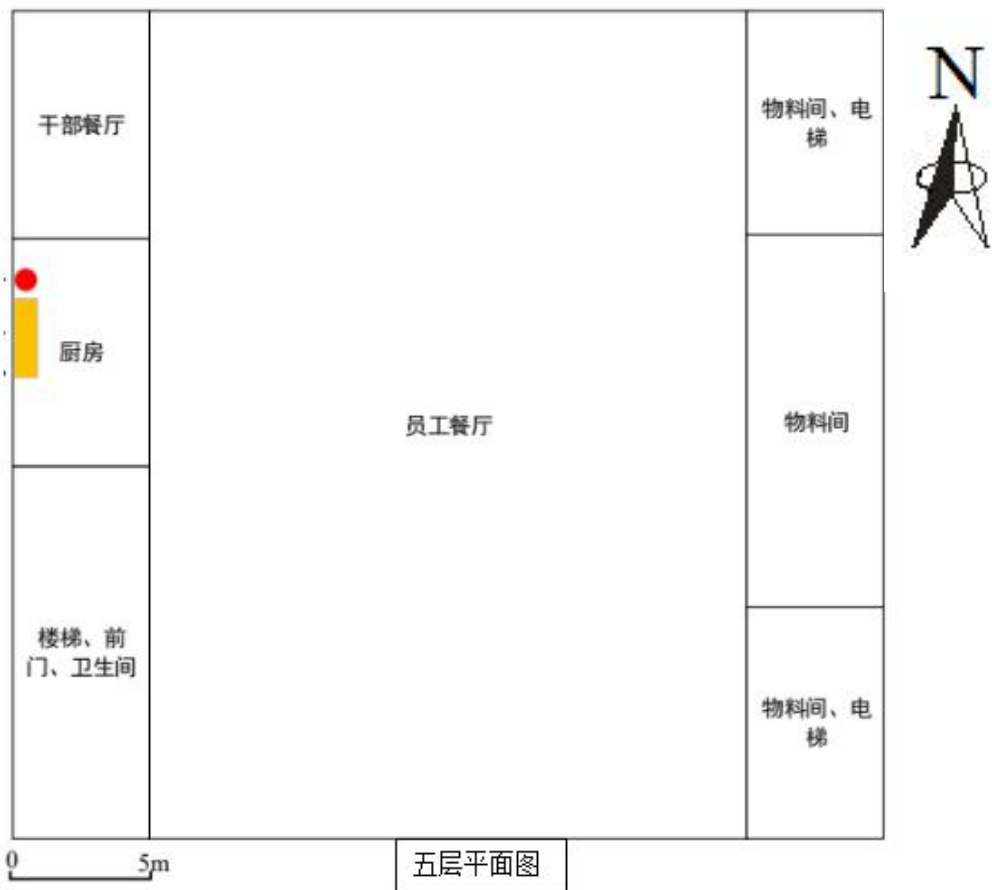 N
干部餐厅
物料间、电
梯
厨房
员工餐厅
物料间
楼梯、前
门、卫生间
物料间、电
梯
0 5m
五层平面图